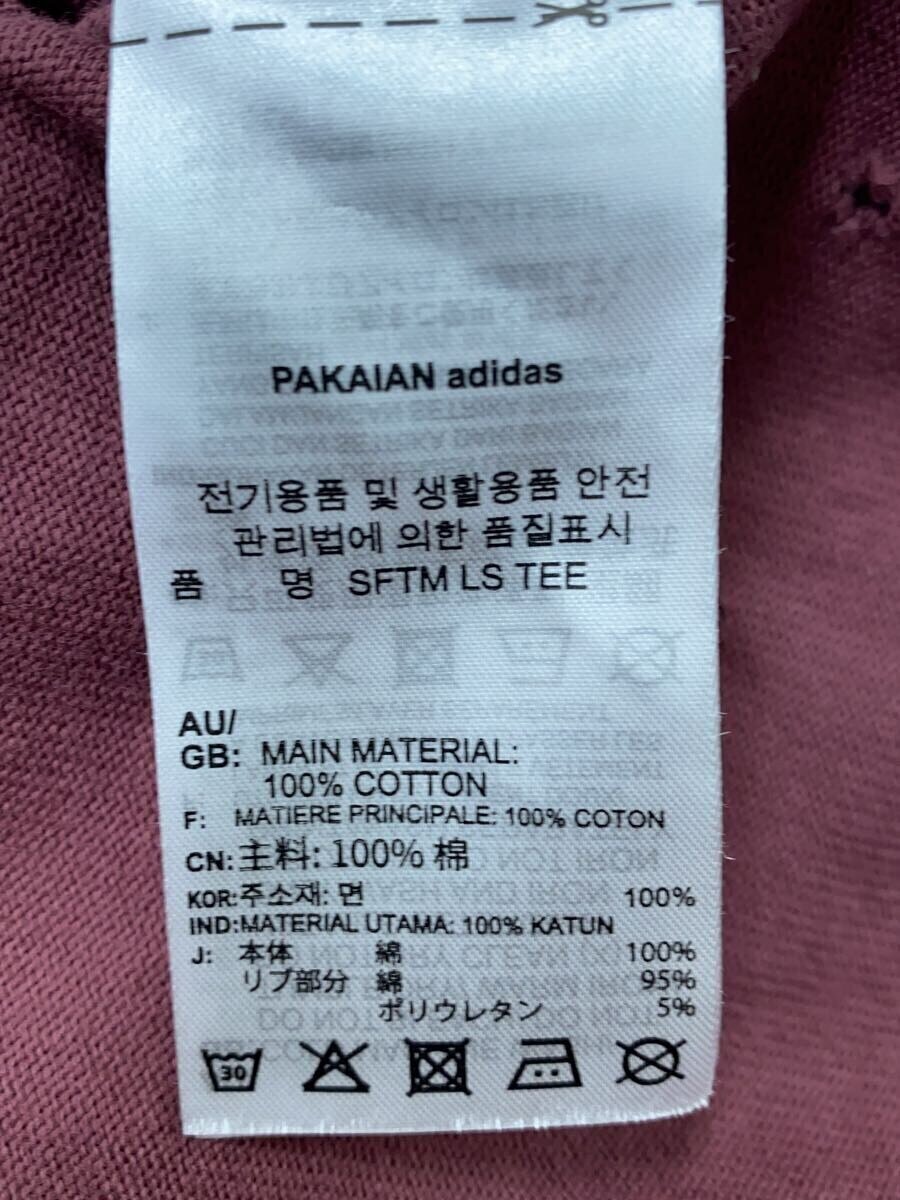 PAKAIAN adidas
전기용품 및 생활용품 안전
관리법에 의한 품질표시
품 명 SFTM LS TEE
AU/
GB: MAIN MATERIAL:
100% COTTON
F: MATIERE PRINCIPALE: 100% COTON
CN: 主料: 100% 棉
KOR: 주소재: 면 100%
IND: MATERIAL UTAMA: 100% KATUN
J: 本体 綿 100%
リブ部分 綿 95%
ポリウレタン 5%
30